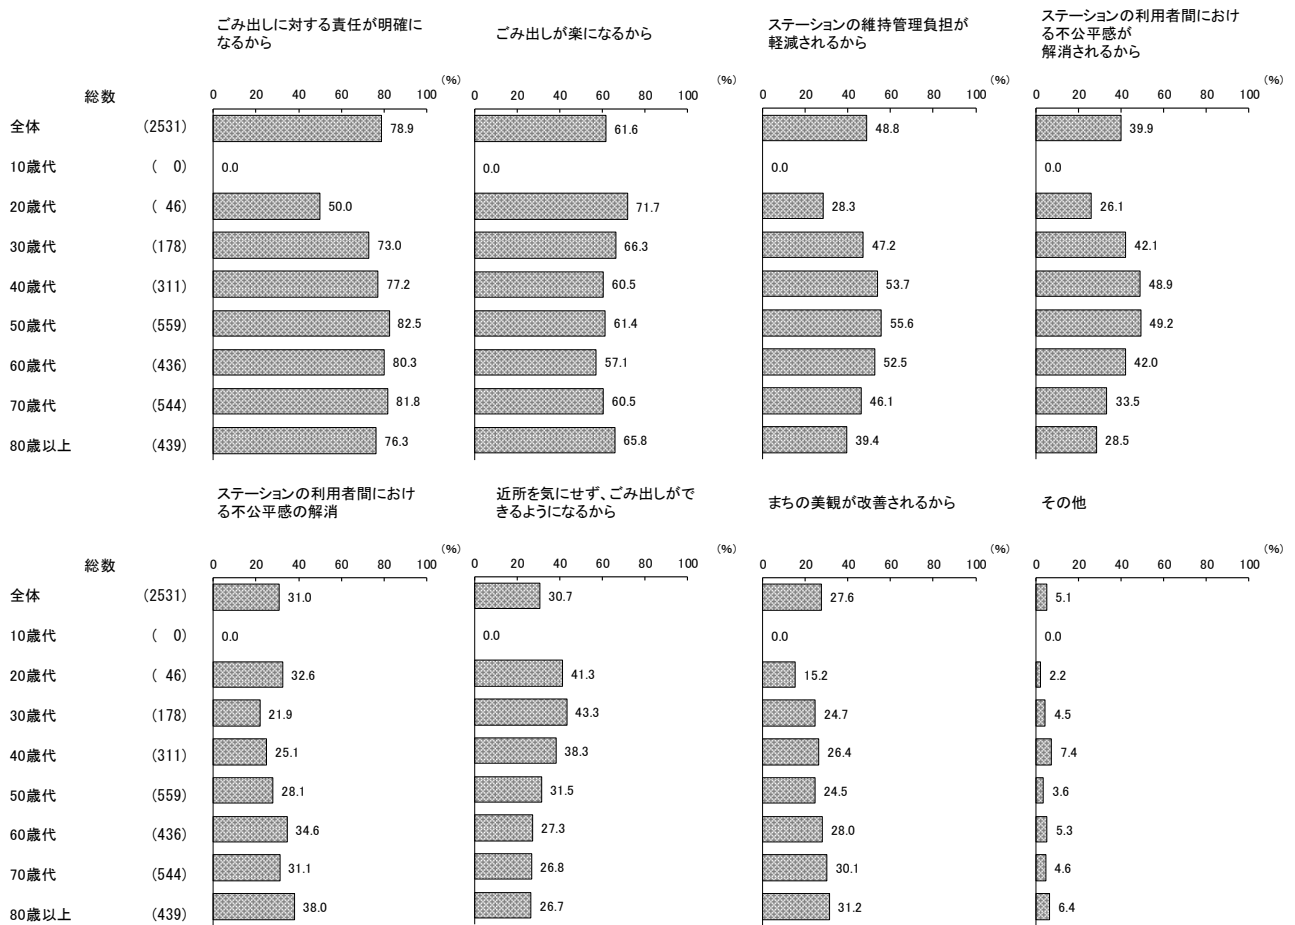 ごみ出しに対する責任が明確に
なるから
ごみ出しが楽になるから
ステーションの維持管理負担が
軽減されるから
ステーションの利用者間におけ
る不公平感が
解消されるから
(%) (%) (%) (%)
総数 0 20 40 60 80 100 0 20 40 60 80 100 0 20 40 60 80 100 0 20 40 60 80 100
全体 (2531) 78.9 61.6 48.8 39.9
10歳代 ( 0) 0.0 0.0 0.0 0.0
20歳代 ( 46) 50.0 71.7 28.3 26.1
30歳代 (178) 73.0 66.3 47.2 42.1
40歳代 (311) 77.2 60.5 53.7 48.9
50歳代 (559) 82.5 61.4 55.6 49.2
60歳代 (436) 80.3 57.1 52.5 42.0
70歳代 (544) 81.8 60.5 46.1 33.5
80歳以上 (439) 76.3 65.8 39.4 28.5
ステーションの利用者間におけ
る不公平感の解消
近所を気にせず、ごみ出しがで
きるようになるから
まちの美観が改善されるから
その他
(%) (%) (%) (%)
総数 0 20 40 60 80 100 0 20 40 60 80 100 0 20 40 60 80 100 0 20 40 60 80 100
全体 (2531) 31.0 30.7 27.6 5.1
10歳代 ( 0) 0.0 0.0 0.0 0.0
20歳代 ( 46) 32.6 41.3 15.2 2.2
30歳代 (178) 21.9 43.3 24.7 4.5
40歳代 (311) 25.1 38.3 26.4 7.4
50歳代 (559) 28.1 31.5 24.5 3.6
60歳代 (436) 34.6 27.3 28.0 5.3
70歳代 (544) 31.1 26.8 30.1 4.6
80歳以上 (439) 38.0 26.7 31.2 6.4